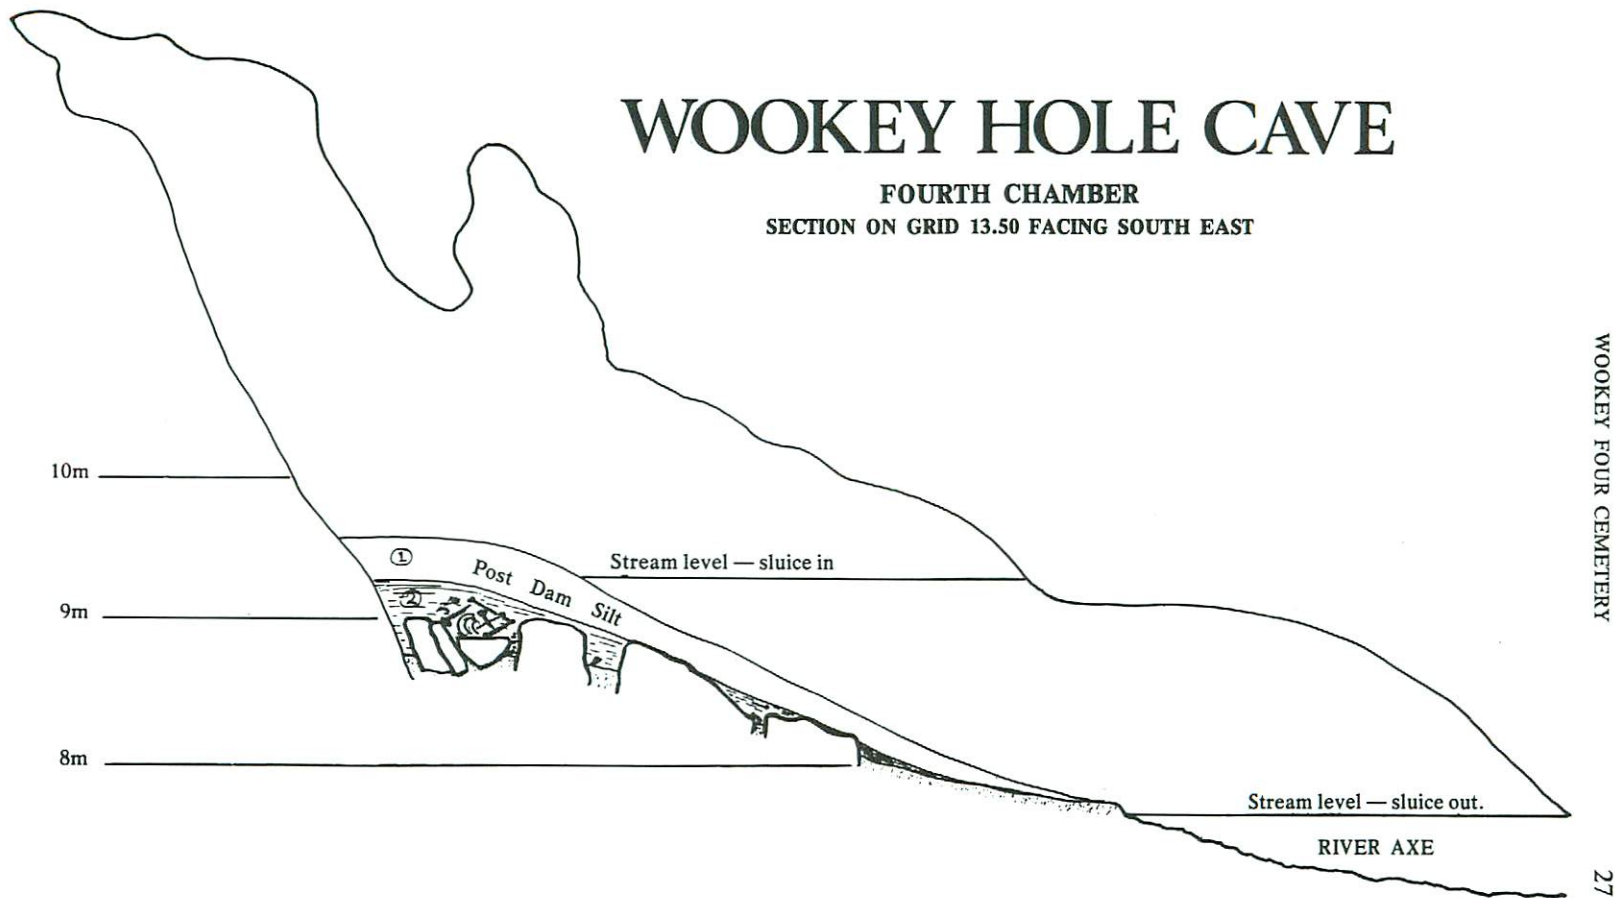 WOOKEY HOLE CAVE
FOURTH CHAMBER
SECTION ON GRID 13.50 FACING SOUTH EAST
10m
①
Post Dam Silt
Stream level — sluice in
②
9m
8m
Stream level — sluice out.
RIVER AXE
WOOKEY FOUR CEMETERY
27